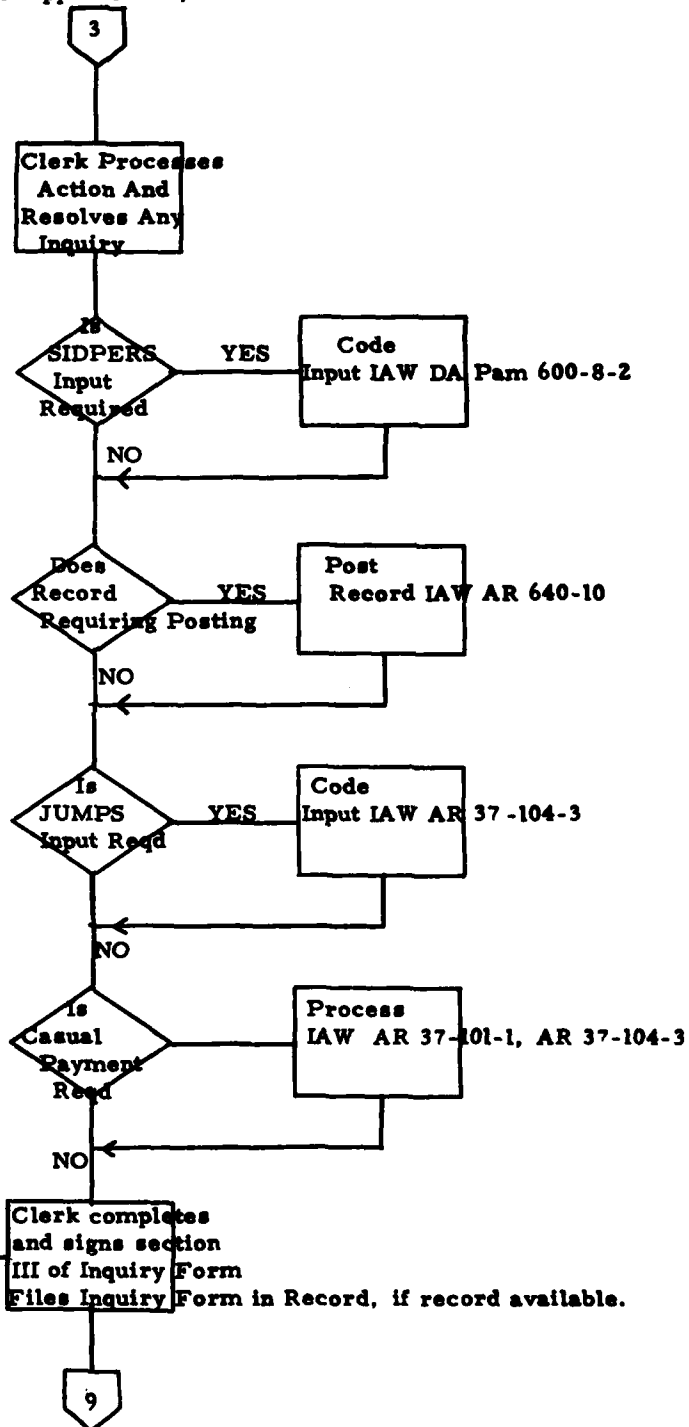 3
Clerk Processes
Action And
Resolves Any
Inquiry
Is
SIDPERS
Input
Required
YES
Code
Input IAW DA Pam 600-8-2
NO
Does
Record
Requiring Posting
YES
Post
Record IAW AR 640-10
NO
Is
JUMPS
Input Reqd
YES
Code
Input IAW AR 37-104-3
NO
Is
Casual
Payment
Reqd
Process
IAW AR 37-101-1, AR 37-104-3
NO
Clerk completes
and signs section
III of Inquiry Form
Files Inquiry Form in Record, if record available.
9